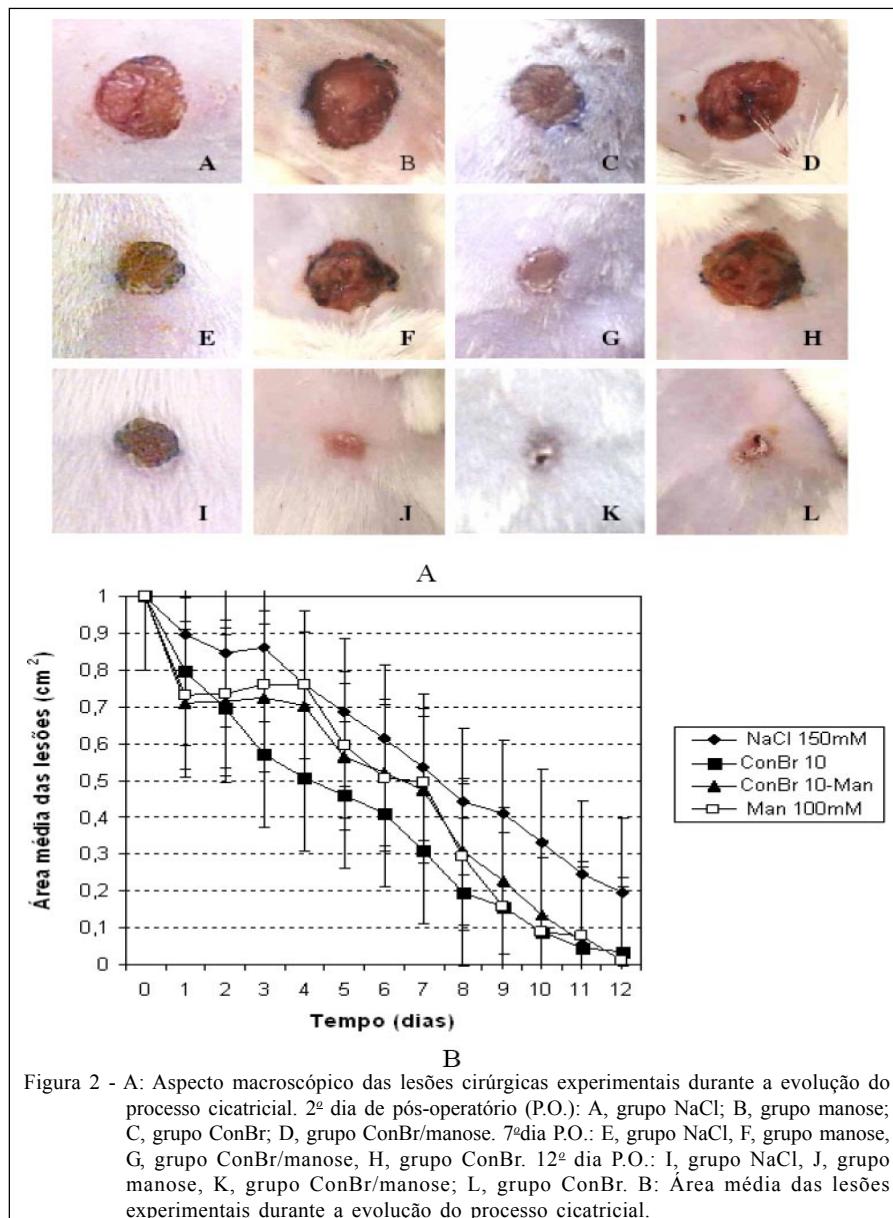 A B C D
E F G H
I J K L
A
Área média das lesões (cm²)
1
0,9
0,8
0,7
0,6
0,5
0,4
0,3
0,2
0,1
0
0 1 2 3 4 5 6 7 8 9 10 11 12
Tempo (dias)
NaCl 150mM
ConBr 10
ConBr 10-Man
Man 100mM
B
Figura 2 - A: Aspecto macroscópico das lesões cirúrgicas experimentais durante a evolução do
processo cicatricial. 2º dia de pós-operatório (P.O.): A, grupo NaCl; B, grupo manose;
C, grupo ConBr; D, grupo ConBr/manose. 7ºdia P.O.: E, grupo NaCl, F, grupo manose,
G, grupo ConBr/manose, H, grupo ConBr. 12º dia P.O.: I, grupo NaCl, J, grupo
manose, K, grupo ConBr/manose; L, grupo ConBr. B: Área média das lesões
experimentais durante a evolução do processo cicatricial.